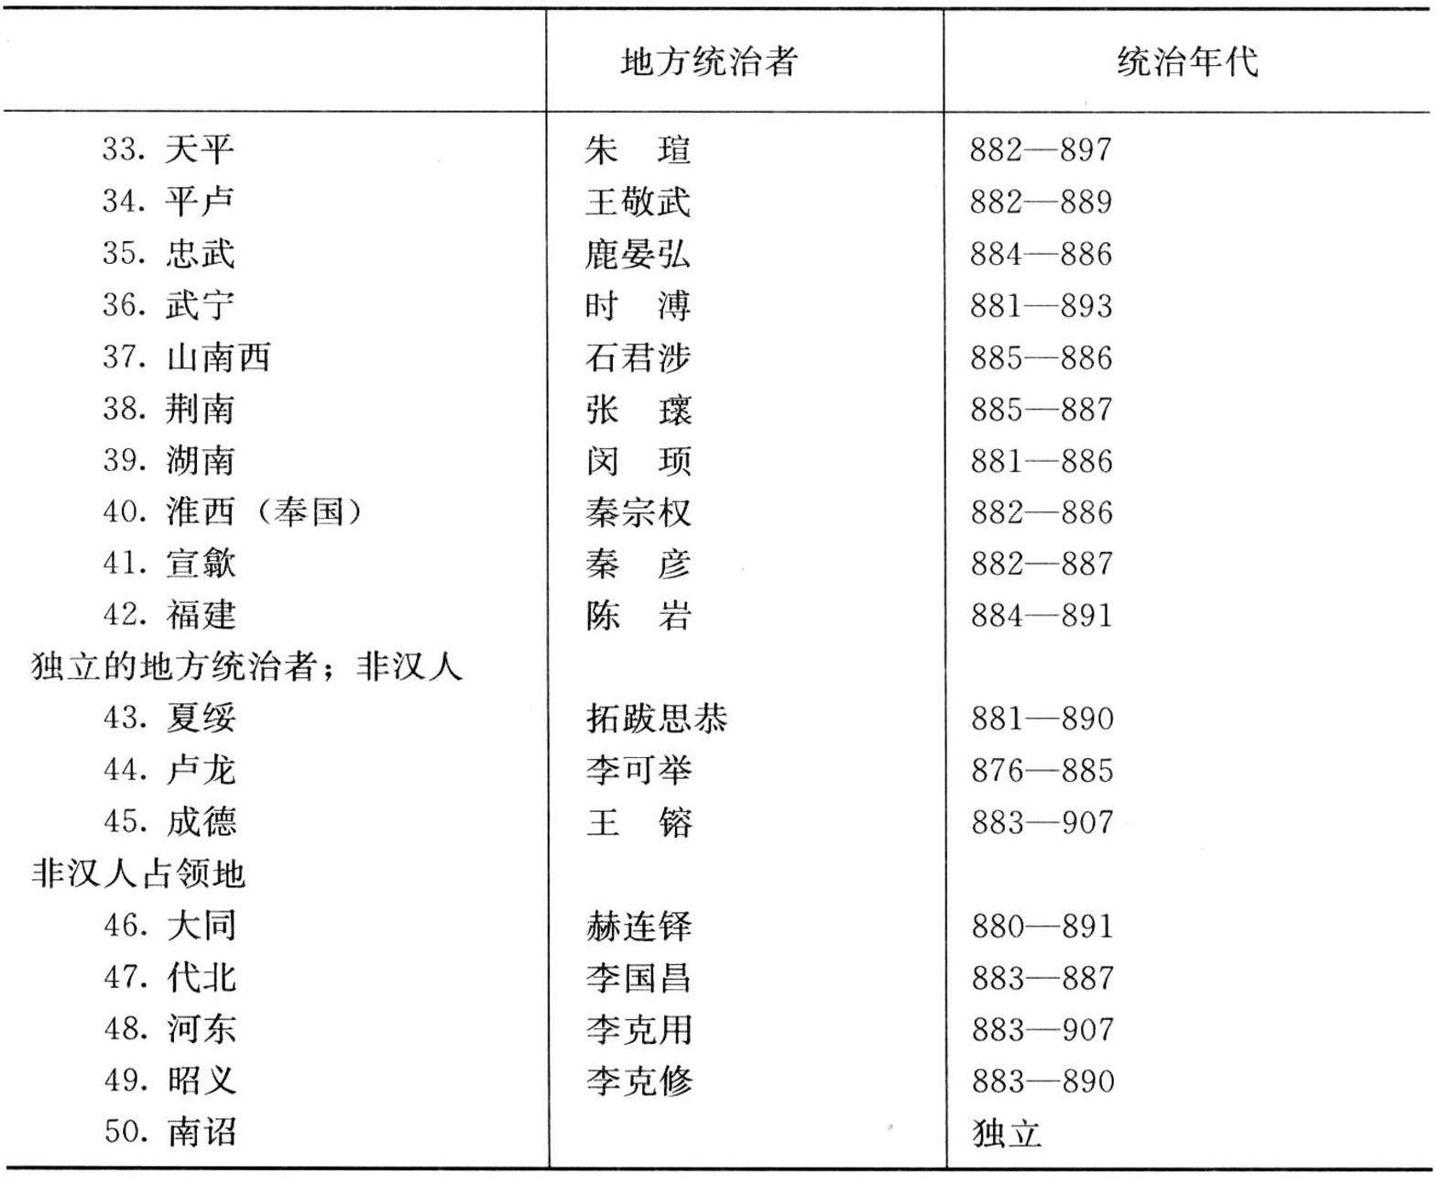 地方统治者 统治年代
33. 天平 朱 瑄 882—897
34. 平卢 王敬武 882—889
35. 忠武 鹿晏弘 884—886
36. 武宁 时 溥 881—893
37. 山南西 石君涉 885—886
38. 荆南 张 瓌 885—887
39. 湖南 闵 顼 881—886
40. 淮西（奉国） 秦宗权 882—886
41. 宣歙 秦 彦 882—887
42. 福建 陈 岩 884—891
独立的地方统治者；非汉人
43. 夏绥 拓跋思恭 881—890
44. 卢龙 李可举 876—885
45. 成德 王 镕 883—907
非汉人占领地
46. 大同 赫连铎 880—891
47. 代北 李国昌 883—887
48. 河东 李克用 883—907
49. 昭义 李克修 883—890
50. 南诏 独立